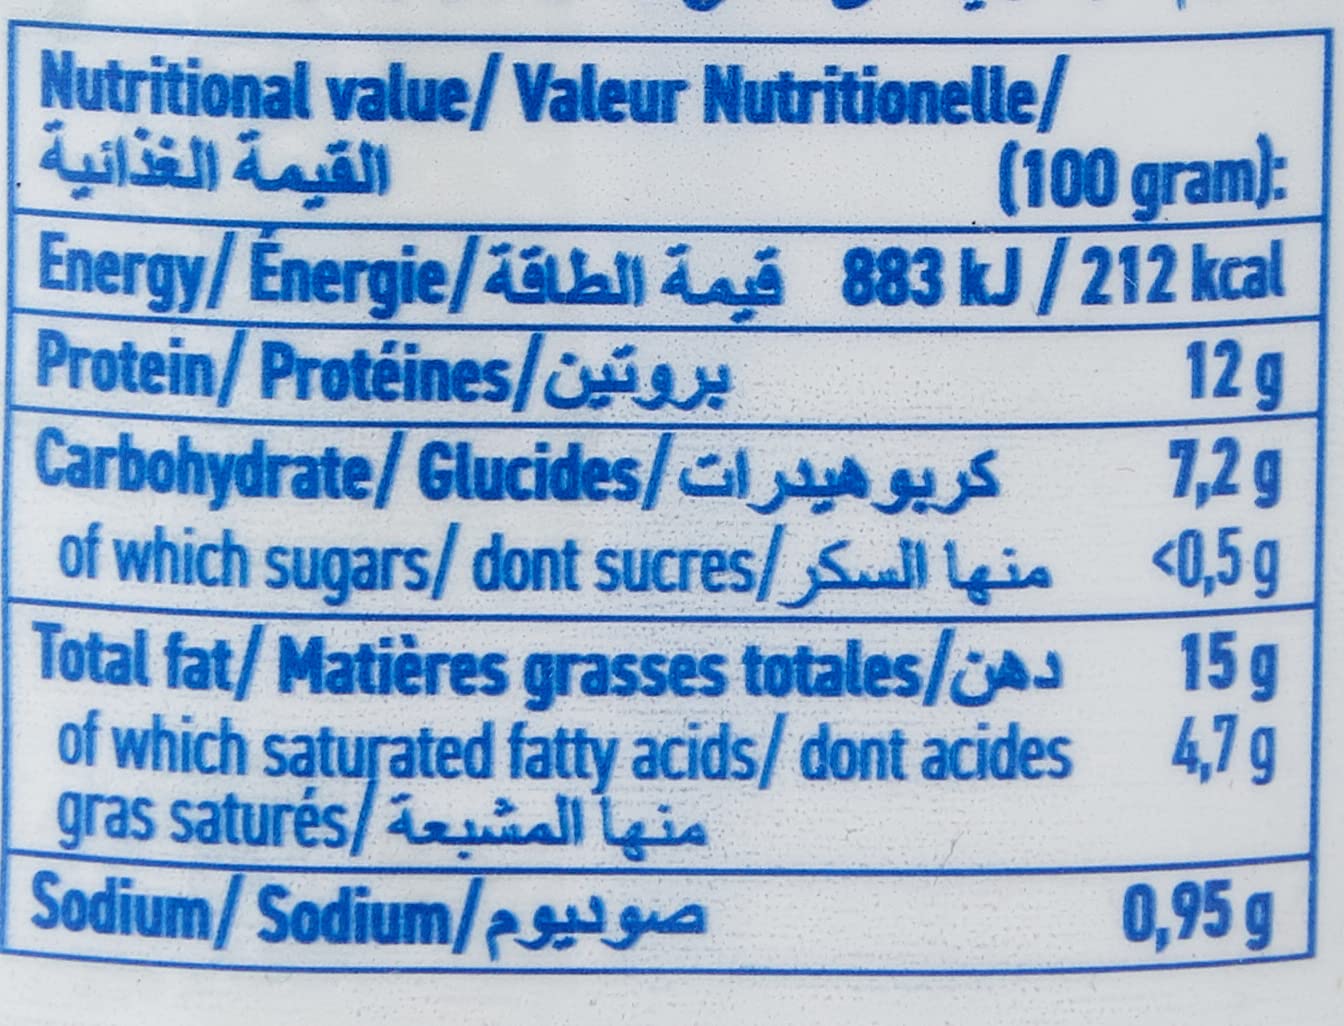 Nutritional value/ Valeur Nutritionelle/
القيمة الغذائية (100 gram):
Energy/ Énergie/ قيمة الطاقة 883 kJ / 212 kcal
Protein/ Protéines/ بروتين 12 g
Carbohydrate/ Glucides/ كربو هيدرات 7,2 g
of which sugars/ dont sucres/ منها السكر <0,5 g
Total fat/ Matières grasses totales/ دهن 15 g
of which saturated fatty acids/ dont acides 4,7 g
gras saturés/ منها المشبعة
Sodium/ Sodium/ صوديوم 0,95 g